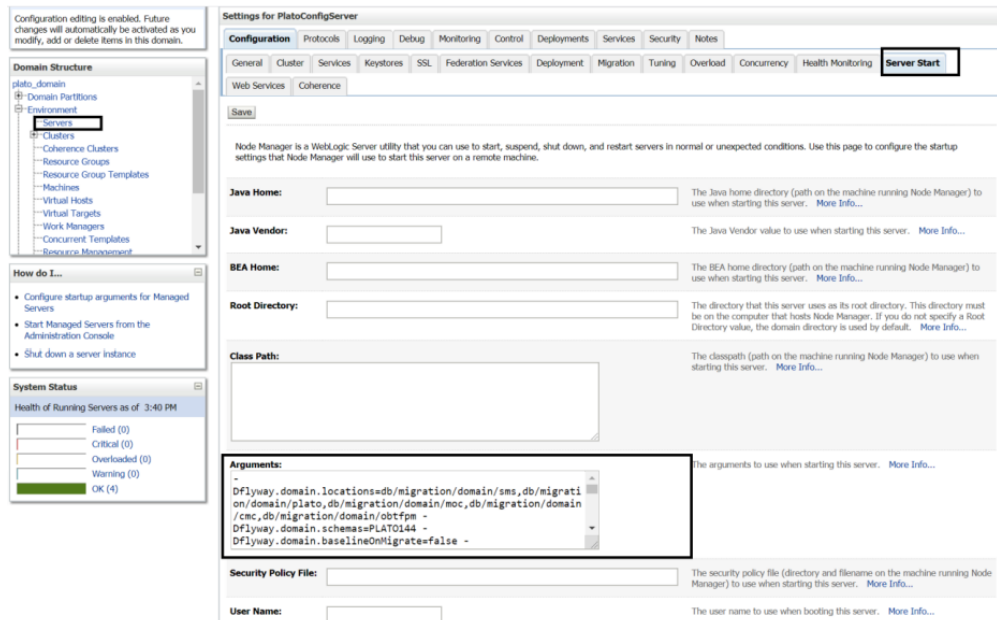 Configuration editing is enabled. Future
changes will automatically be activated as you
modify, add or delete items in this domain.
Domain Structure
plato_domain
Domain Partitions
Environment
Servers
Clusters
Coherence Clusters
Resource Groups
Resource Group Templates
Machines
Virtual Hosts
Virtual Targets
Work Managers
Concurrent Templates
Resource Management
How do I...
Configure startup arguments for Managed
Servers
Start Managed Servers from the
Administration Console
Shut down a server instance
System Status
Health of Running Servers as of 3:40 PM
Failed (0)
Critical (0)
Overloaded (0)
Warning (0)
OK (4)
Settings for PlatoConfigServer
Configuration Protocols Logging Debug Monitoring Control Deployments Services Security Notes
General Cluster Services Keystores SSL Federation Services Deployment Migration Tuning Overload Concurrency Health Monitoring Server Start
Web Services Coherence
Save
Node Manager is a WebLogic Server utility that you can use to start, suspend, shut down, and restart servers in normal or unexpected conditions. Use this page to configure the startup
settings that Node Manager will use to start this server on a remote machine.
Java Home:
The Java home directory (path on the machine running Node Manager) to
use when starting this server. More Info...
Java Vendor:
The Java Vendor value to use when starting this server. More Info...
BEA Home:
The BEA home directory (path on the machine running Node Manager) to
use when starting this server. More Info...
Root Directory:
The directory that this server uses as its root directory. This directory must
be on the computer that hosts Node Manager. If you do not specify a Root
Directory value, the domain directory is used by default. More Info...
Class Path:
The classpath (path on the machine running Node Manager) to use when
starting this server. More Info...
Arguments:
-
Dflyway.domain.locations=db/migration/domain/sms,db/migrati
on/domain/plato,db/migration/domain/moc,db/migration/domain
/cmc,db/migration/domain/obtfpm -
Dflyway.domain.schemas=PLATO144 -
Dflyway.domain.baselineOnMigrate=false -
The arguments to use when starting this server. More Info...
Security Policy File:
The security policy file (directory and filename on the machine running Node
Manager) to use when starting this server. More Info...
User Name:
The user name to use when booting this server. More Info...